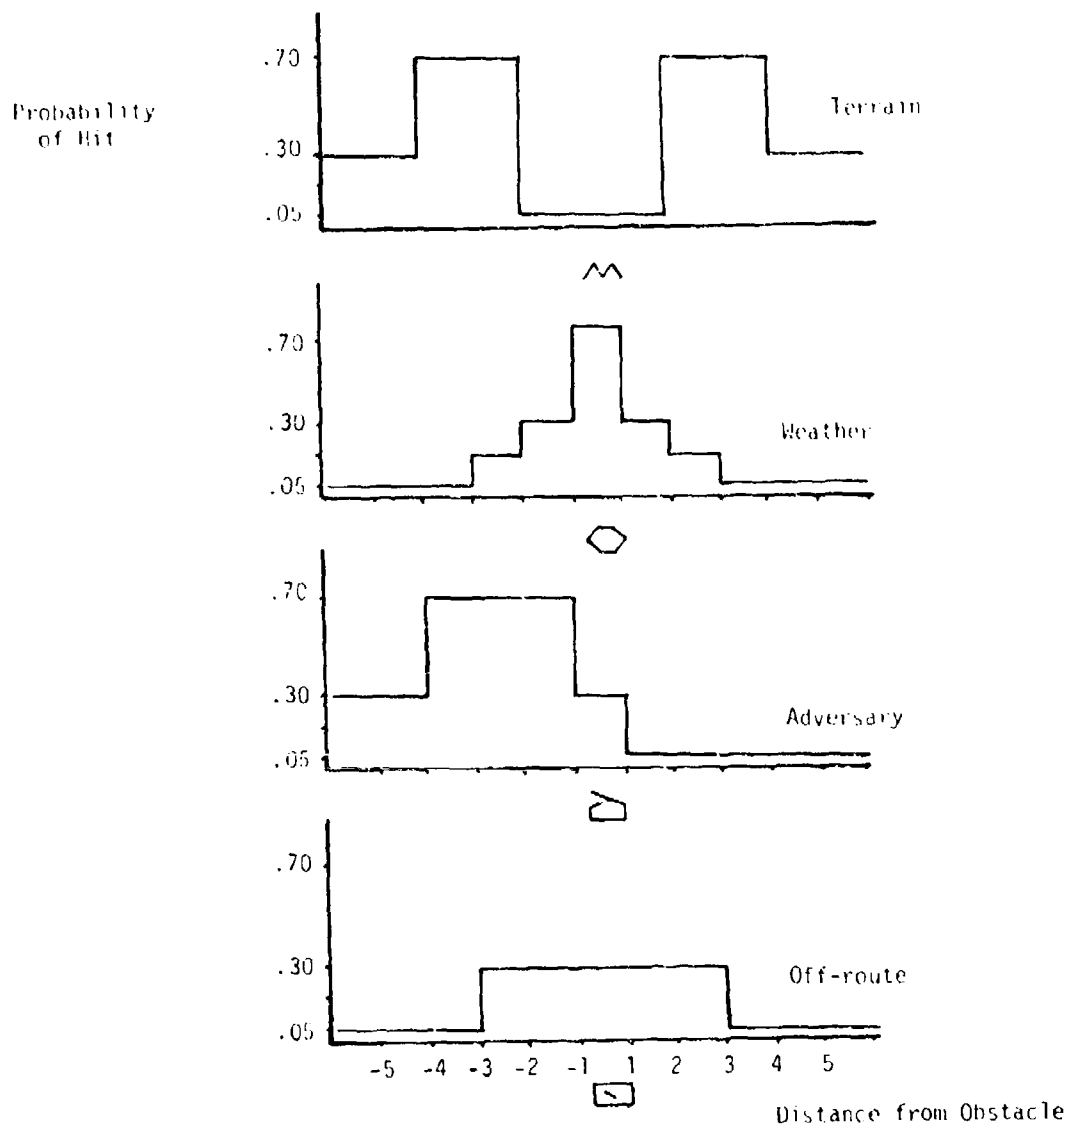 .70
Probability
of Hit
Terrain
.30
.05
.70
.30
Weather
.05
.70
.30
Adversary
.05
.70
.30
Off-route
.05
-5 -4 -3 -2 -1 1 2 3 4 5
Distance from Obstacle